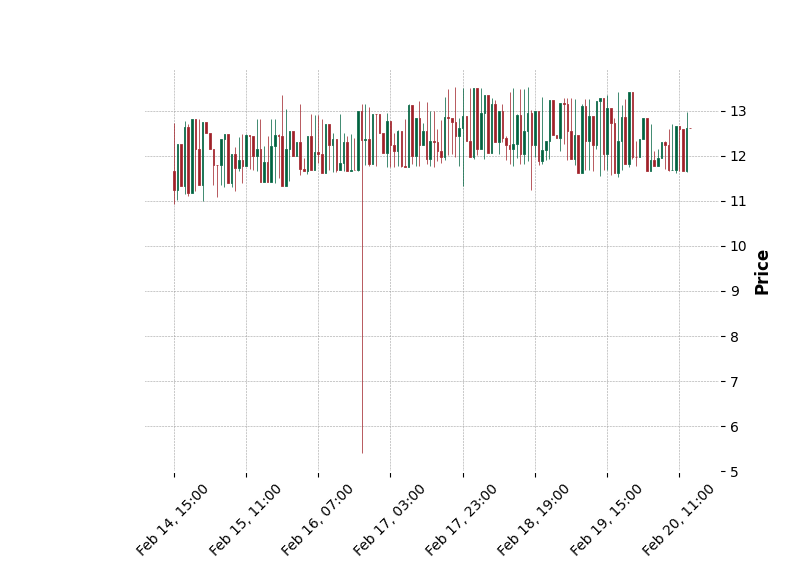 13
12
11
10
9
8
7
6
5
Price
Feb 14, 15:00
Feb 15, 11:00
Feb 16, 07:00
Feb 17, 03:00
Feb 17, 23:00
Feb 18, 19:00
Feb 19, 15:00
Feb 20, 11:00